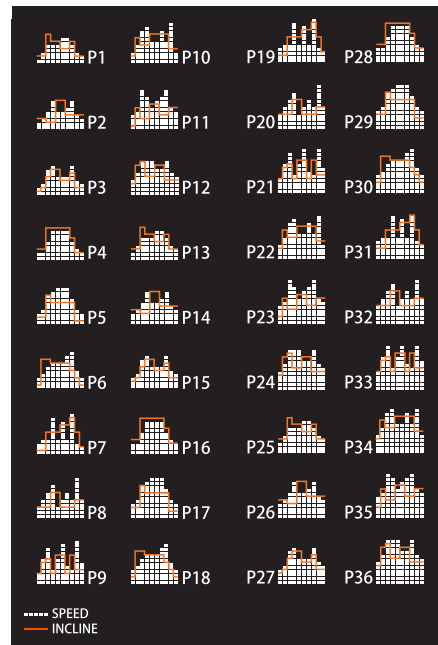 P1 P10 P19 P28
P2 P11 P20 P29
P3 P12 P21 P30
P4 P13 P22 P31
P5 P14 P23 P32
P6 P15 P24 P33
P7 P16 P25 P34
P8 P17 P26 P35
P9 P18 P27 P36
SPEED
INCLINE